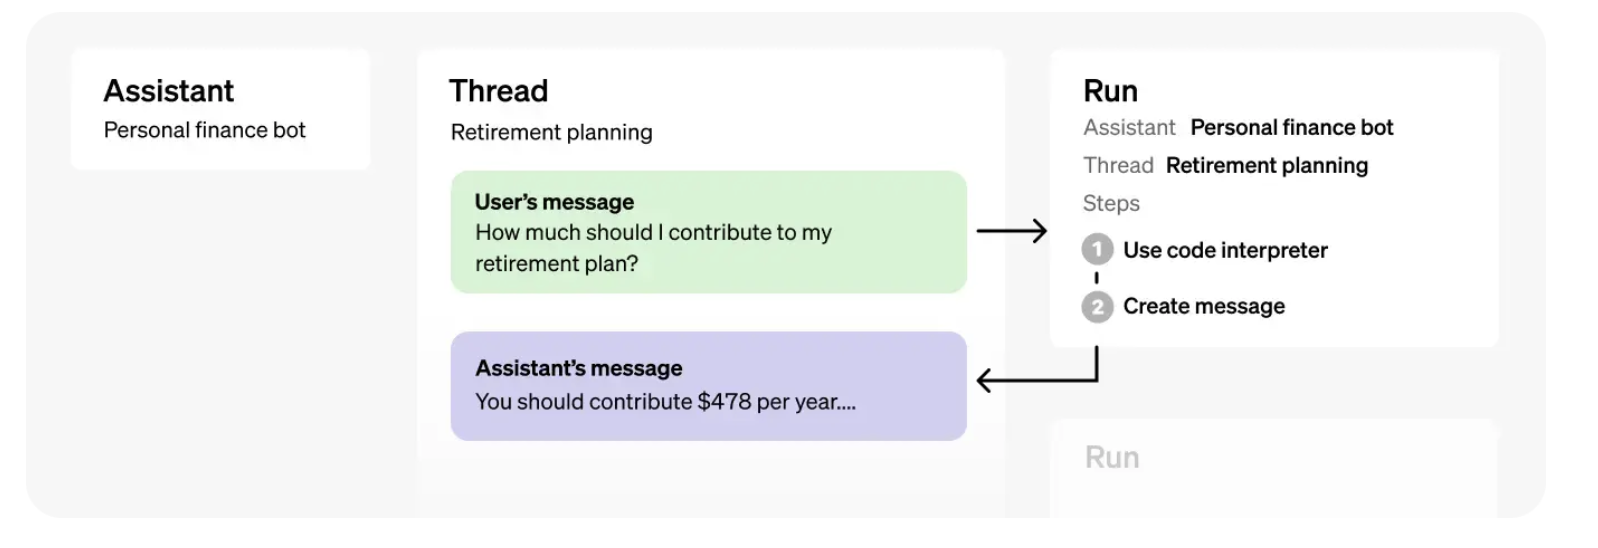 Assistant
Personal finance bot
Thread
Retirement planning
User’s message
How much should I contribute to my
retirement plan?
Assistant’s message
You should contribute $478 per year....
Run
Assistant Personal finance bot
Thread Retirement planning
Steps
1 Use code interpreter
2 Create message
Run